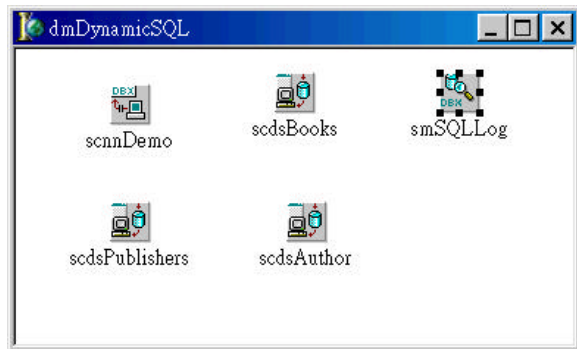 dmDynamicSQL
DBX
scnnDemo
scdsBooks
DBX
smSQLLog
scdsPublishers
scdsAuthor